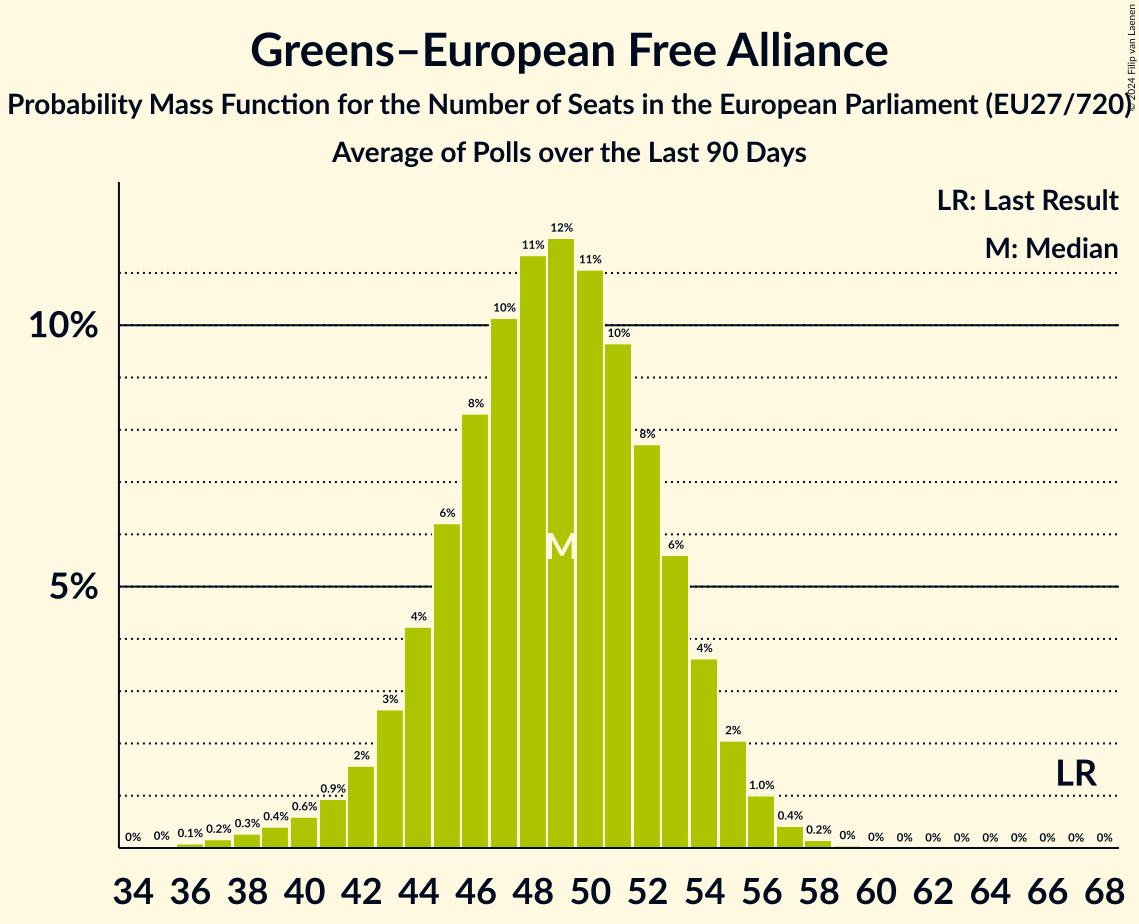 © 2024 Filip van Laenen
Greens–European Free Alliance
Probability Mass Function for the Number of Seats in the European Parliament (EU27/720)
Average of Polls over the Last 90 Days
LR: Last Result
M: Median
10%
5%
0% 0% 0.1% 0.2% 0.3% 0.4% 0.6% 0.9% 2% 3% 4% 6% 8% 10% 11% 12% 11% 10% 8% 6% 4% 2% 1.0% 0.4% 0.2% 0% 0% 0% 0% 0% 0% 0% 0% 0% 0%
M
LR
34 36 38 40 42 44 46 48 50 52 54 56 58 60 62 64 66 68